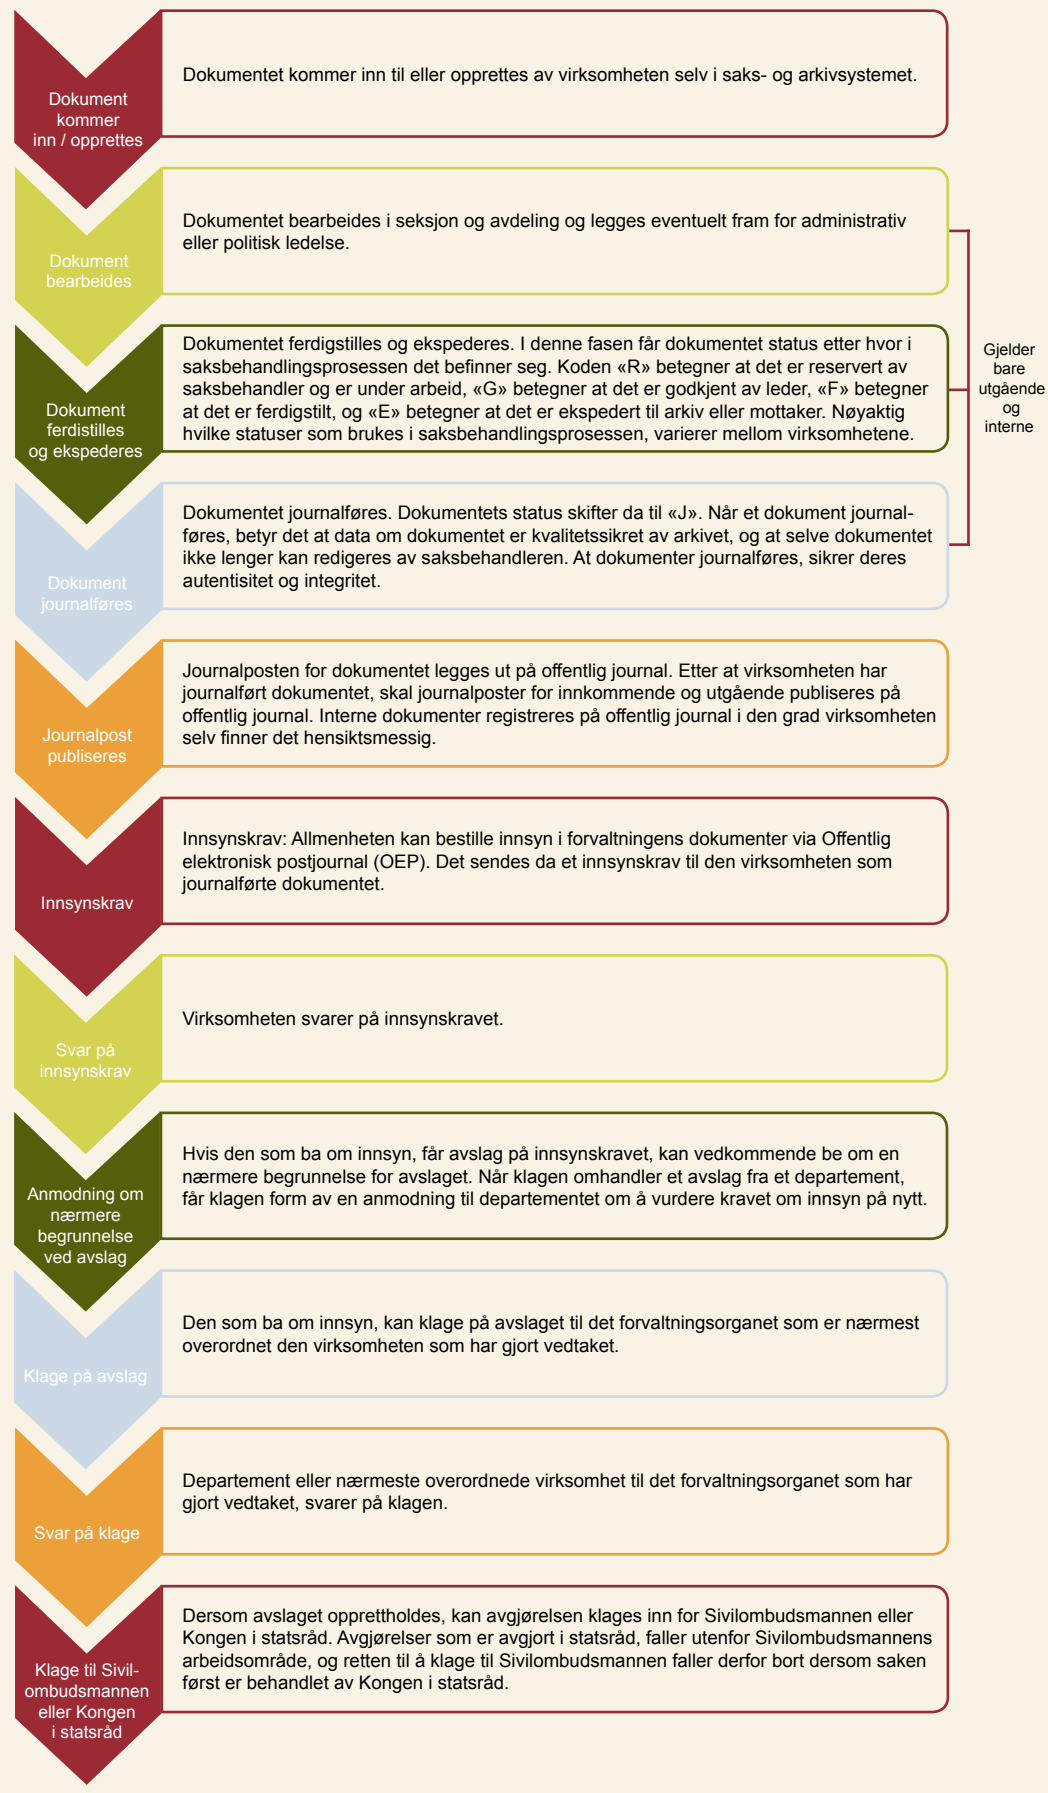 Dokument
kommer
inn / opprettes
Dokumentet kommer inn til eller opprettes av virksomheten selv i saks- og arkivsystemet.
Dokument
bearbeides
Dokumentet bearbeides i seksjon og avdeling og legges eventuelt fram for administrativ
eller politisk ledelse.
Dokument
ferdistilles
og ekspederes
Dokumentet ferdigstilles og ekspederes. I denne fasen får dokumentet status etter hvor i
saksbehandlingsprosessen det befinner seg. Koden «R» betegner at det er reservert av
saksbehandler og er under arbeid, «G» betegner at det er godkjent av leder, «F» betegner
at det er ferdigstilt, og «E» betegner at det er ekspedert til arkiv eller mottaker. Nøyaktig
hvilke statuser som brukes i saksbehandlingsprosessen, varierer mellom virksomhetene.
Gjelder
bare
utgående
og
interne
Dokument
journalføres
Dokumentet journalføres. Dokumentets status skifter da til «J». Når et dokument journal-
føres, betyr det at data om dokumentet er kvalitetssikret av arkivet, og at selve dokumentet
ikke lenger kan redigeres av saksbehandleren. At dokumenter journalføres, sikrer deres
autentisitet og integritet.
Journalpost
publiseres
Journalposten for dokumentet legges ut på offentlig journal. Etter at virksomheten har
journalført dokumentet, skal journalposter for innkommende og utgående publiseres på
offentlig journal. Interne dokumenter registreres på offentlig journal i den grad virksomheten
selv finner det hensiktsmessig.
Innsynskrav
Innsynskrav: Allmenheten kan bestille innsyn i forvaltningens dokumenter via Offentlig
elektronisk postjournal (OEP). Det sendes da et innsynskrav til den virksomheten som
journalførte dokumentet.
Svar på
innsynskrav
Virksomheten svarer på innsynskravet.
Anmodning om
nærmere
begrunnelse
ved avslag
Hvis den som ba om innsyn, får avslag på innsynskravet, kan vedkommende be om en
nærmere begrunnelse for avslaget. Når klagen omhandler et avslag fra et departement,
får klagen form av en anmodning til departementet om å vurdere kravet om innsyn på nytt.
Klage på avslag
Den som ba om innsyn, kan klage på avslaget til det forvaltningsorganet som er nærmest
overordnet den virksomheten som har gjort vedtaket.
Svar på klage
Departement eller nærmeste overordnede virksomhet til det forvaltningsorganet som har
gjort vedtaket, svarer på klagen.
Klage til Sivil-
ombudsmannen
eller Kongen
i statsråd
Dersom avslaget opprettholdes, kan avgjørelsen klages inn for Sivilombudsmannen eller
Kongen i statsråd. Avgjørelser som er avgjort i statsråd, faller utenfor Sivilombudsmannens
arbeidsområde, og retten til å klage til Sivilombudsmannen faller derfor bort dersom saken
først er behandlet av Kongen i statsråd.